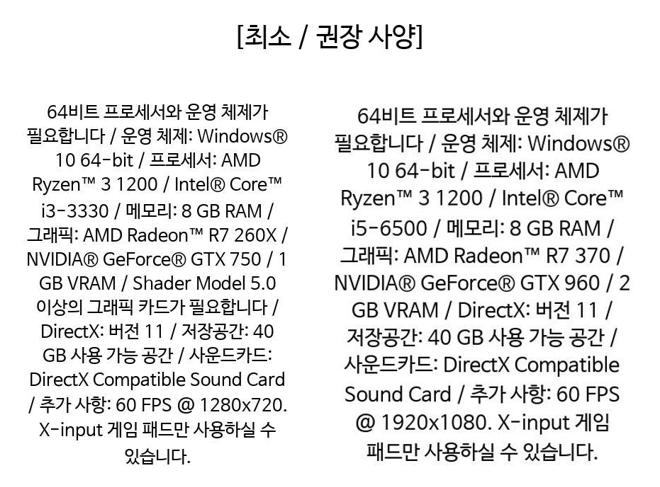 [최소 / 권장 사양]
64비트 프로세서와 운영 체제가
필요합니다 / 운영 체제: Windows®
10 64-bit / 프로세서: AMD
Ryzen™ 3 1200 / Intel® Core™
i3-3330 / 메모리: 8 GB RAM /
그래픽: AMD Radeon™ R7 260X /
NVIDIA® GeForce® GTX 750 / 1
GB VRAM / Shader Model 5.0
이상의 그래픽 카드가 필요합니다 /
DirectX: 버전 11 / 저장공간: 40
GB 사용 가능 공간 / 사운드카드:
DirectX Compatible Sound Card
/ 추가 사항: 60 FPS @ 1280x720.
X-input 게임 패드만 사용하실 수
있습니다.
64비트 프로세서와 운영 체제가
필요합니다 / 운영 체제: Windows®
10 64-bit / 프로세서: AMD
Ryzen™ 3 1200 / Intel® Core™
i5-6500 / 메모리: 8 GB RAM /
그래픽: AMD Radeon™ R7 370 /
NVIDIA® GeForce® GTX 960 / 2
GB VRAM / DirectX: 버전 11 /
저장공간: 40 GB 사용 가능 공간 /
사운드카드: DirectX Compatible
Sound Card / 추가 사항: 60 FPS
@ 1920x1080. X-input 게임
패드만 사용하실 수 있습니다.